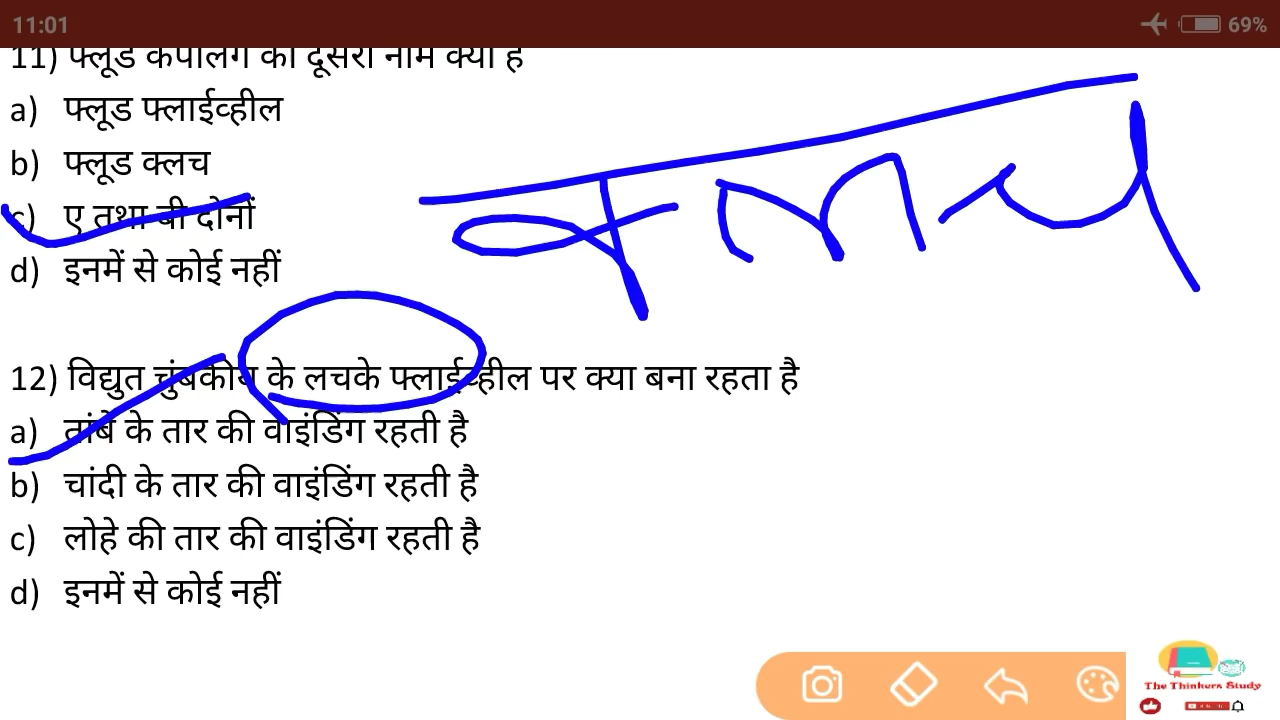 11:01 69%
11) फ्लूड कपलिंग का दूसरा नाम क्या है
a) फ्लूड फ्लाईव्हील
b) फ्लूड क्लच
c) ए तथा बी दोनों
d) इनमें से कोई नहीं
12) विद्युत चुंबकीय के लचके फ्लाईव्हील पर क्या बना रहता है
a) तांबे के तार की वाइंडिंग रहती है
b) चांदी के तार की वाइंडिंग रहती है
c) लोहे की तार की वाइंडिंग रहती है
d) इनमें से कोई नहीं
The Thinkers Study